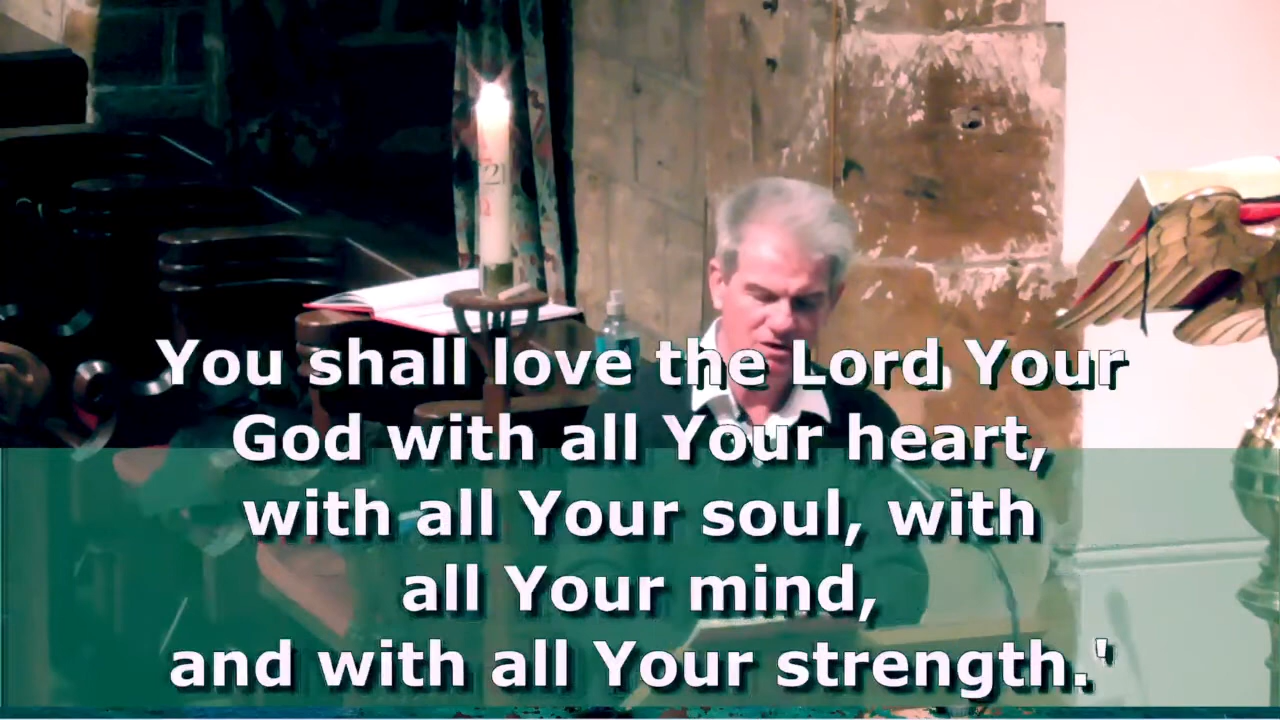 You shall love the Lord Your
God with all Your heart,
with all Your soul, with
all Your mind,
and with all Your strength.'